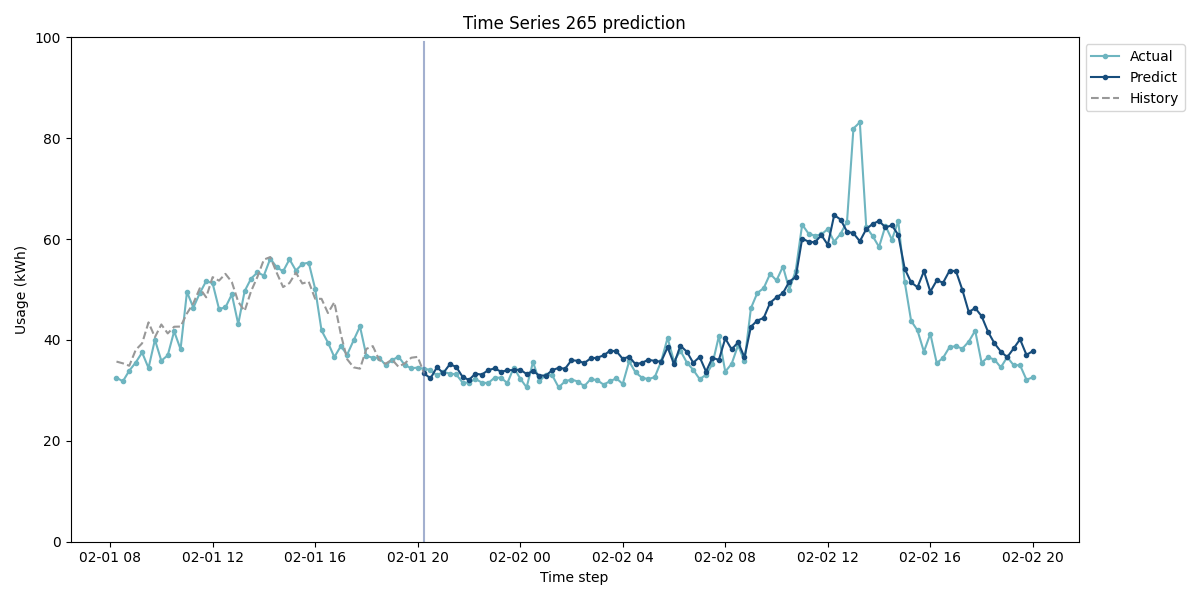 Time Series 265 prediction
100
80
60
40
20
0
Usage (kWh)
02-01 08
02-01 12
02-01 16
02-01 20
02-02 00
02-02 04
02-02 08
02-02 12
02-02 16
02-02 20
Time step
Actual
Predict
History